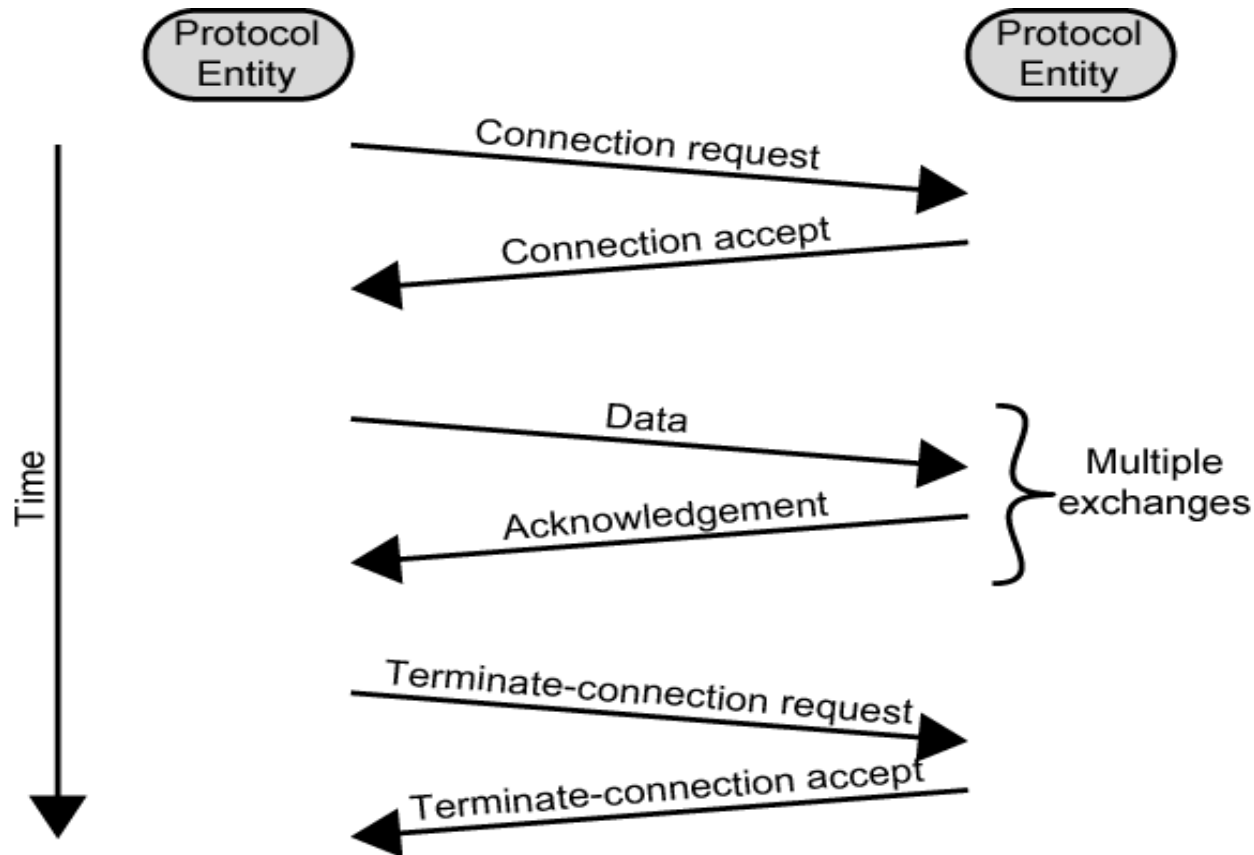 Protocol
Entity
Protocol
Entity
Connection request
Connection accept
Data
Acknowledgement
Multiple
exchanges
Time
Terminate-connection request
Terminate-connection accept